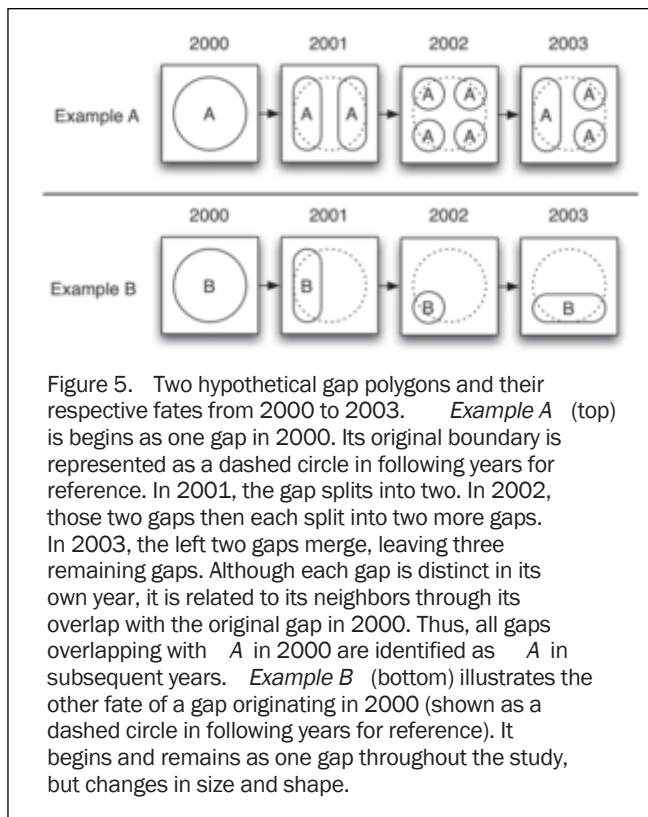 2000 2001 2002 2003
Example A
A A A A A A A A A A A
2000 2001 2002 2003
Example B
B B B B
Figure 5. Two hypothetical gap polygons and their
respective fates from 2000 to 2003. Example A (top)
is begins as one gap in 2000. Its original boundary is
represented as a dashed circle in following years for
reference. In 2001, the gap splits into two. In 2002,
those two gaps then each split into two more gaps.
In 2003, the left two gaps merge, leaving three
remaining gaps. Although each gap is distinct in its
own year, it is related to its neighbors through its
overlap with the original gap in 2000. Thus, all gaps
overlapping with A in 2000 are identified as A in
subsequent years. Example B (bottom) illustrates the
other fate of a gap originating in 2000 (shown as a
dashed circle in following years for reference). It
begins and remains as one gap throughout the study,
but changes in size and shape.